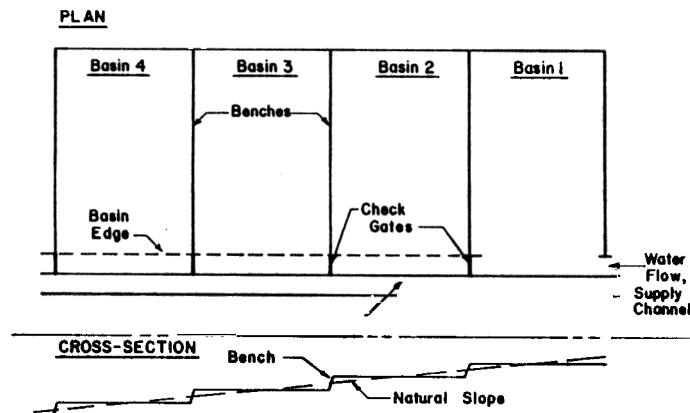 PLAN
Basin 4
Basin 3
Basin 2
Basin 1
Benches
Basin
Edge
Check
Gates
Water
Flow,
Supply
Channel
CROSS-SECTION
Bench
Natural Slope